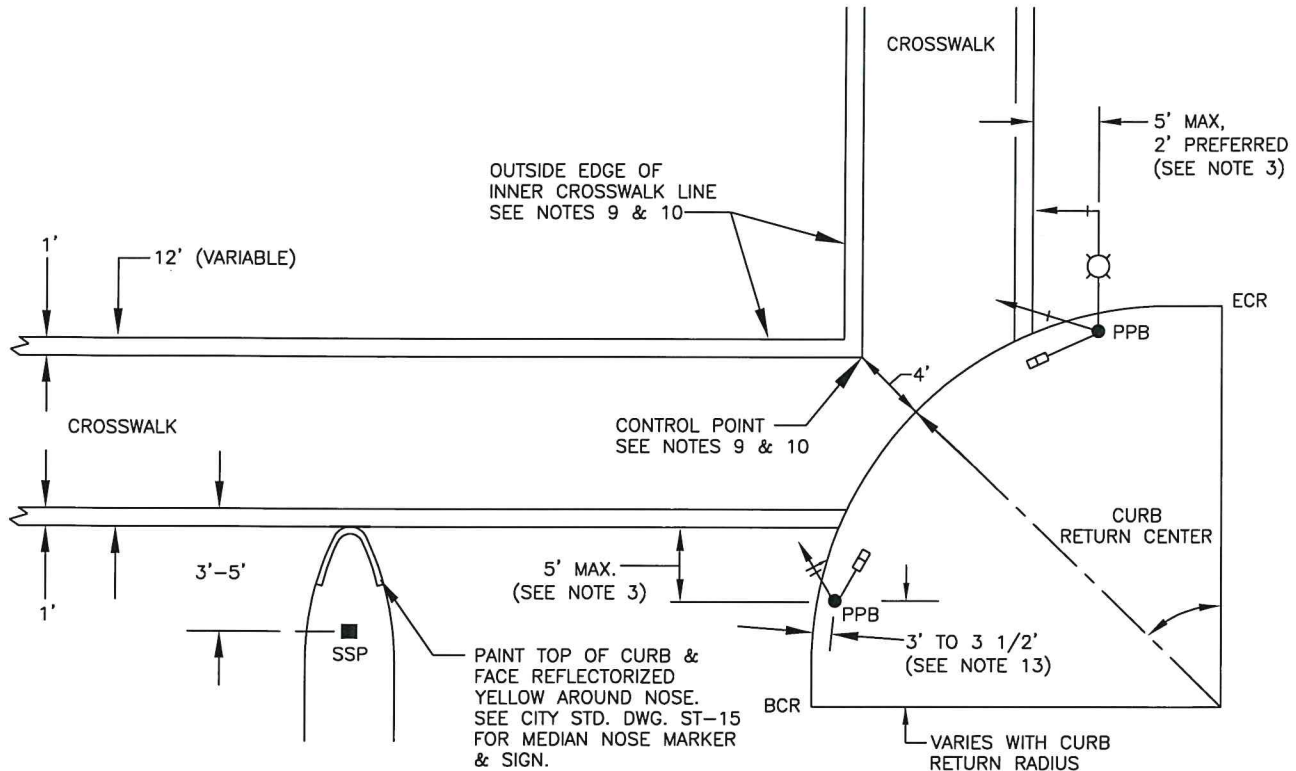 CROSSWALK
5' MAX,
2' PREFERRED
(SEE NOTE 3)
OUTSIDE EDGE OF
INNER CROSSWALK LINE
SEE NOTES 9 & 10
1'
12' (VARIABLE)
ECR
PPB
4'
CROSSWALK
CONTROL POINT
SEE NOTES 9 & 10
CURB
RETURN CENTER
3'-5'
5' MAX.
(SEE NOTE 3)
1'
PPB
SSP
3' TO 3 1/2'
(SEE NOTE 13)
PAINT TOP OF CURB &
FACE REFLECTORIZED
YELLOW AROUND NOSE.
SEE CITY STD. DWG. ST-15
FOR MEDIAN NOSE MARKER
& SIGN.
BCR
VARIES WITH CURB
RETURN RADIUS